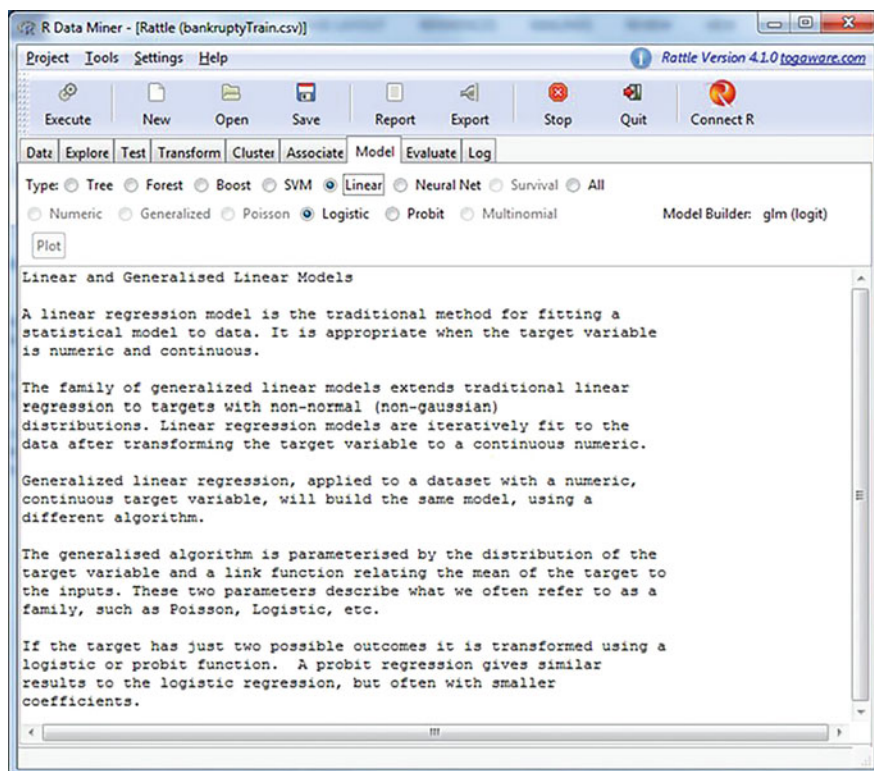 R Data Miner - [Rattle (bankruptyTrain.csv)]
Project Tools Settings Help
Rattle Version 4.1.0 togaware.com
Execute New Open Save Report Export Stop Quit Connect R
Data Explore Test Transform Cluster Associate Model Evaluate Log
Type: Tree Forest Boost SVM Linear Neural Net Survival All
Numeric Generalized Poisson Logistic Probit Multinomial Model Builder: glm (logit)
Plot
Linear and Generalised Linear Models
A linear regression model is the traditional method for fitting a
statistical model to data. It is appropriate when the target variable
is numeric and continuous.
The family of generalized linear models extends traditional linear
regression to targets with non-normal (non-gaussian)
distributions. Linear regression models are iteratively fit to the
data after transforming the target variable to a continuous numeric.
Generalized linear regression, applied to a dataset with a numeric,
continuous target variable, will build the same model, using a
different algorithm.
The generalised algorithm is parameterised by the distribution of the
target variable and a link function relating the mean of the target to
the inputs. These two parameters describe what we often refer to as a
family, such as Poisson, Logistic, etc.
If the target has just two possible outcomes it is transformed using a
logistic or probit function. A probit regression gives similar
results to the logistic regression, but often with smaller
coefficients.